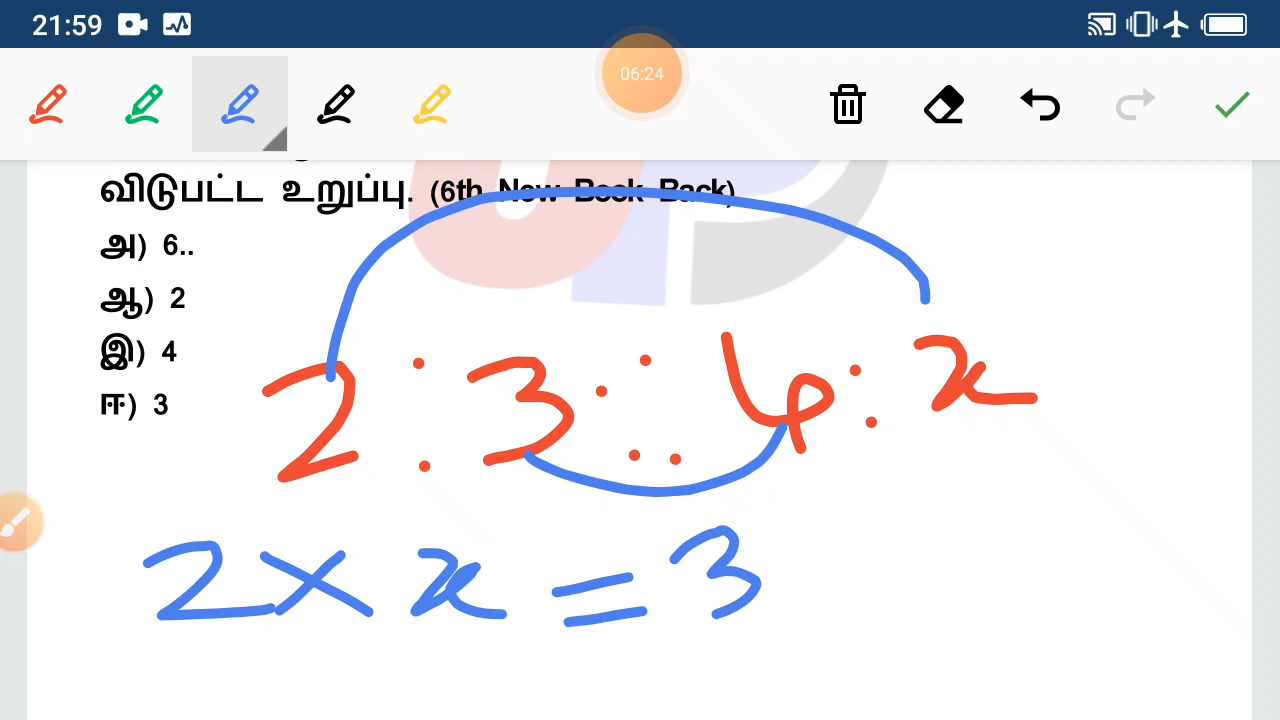 21:59
06:24
விடுபட்ட உறுப்பு. (6th New Book Back)
அ) 6..
ஆ) 2
இ) 4
ஈ) 3
2 : 3 :: 4 : x
2 × x = 3